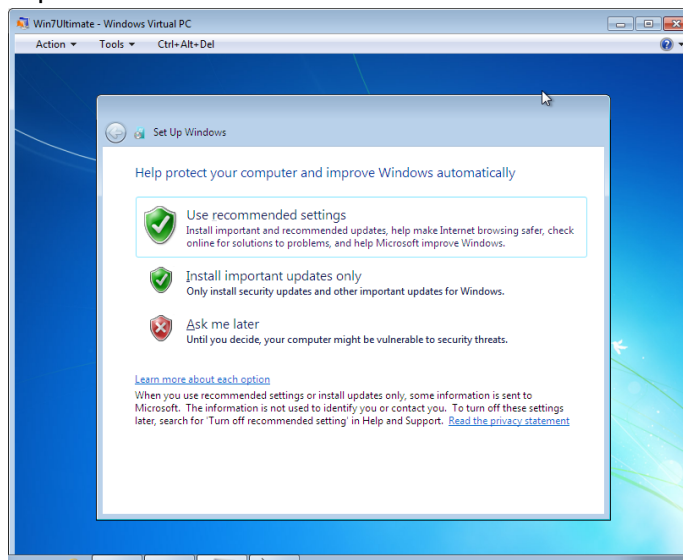 Win7Ultimate - Windows Virtual PC
Action Tools Ctrl+Alt+Del
Set Up Windows
Help protect your computer and improve Windows automatically
Use recommended settings
Install important and recommended updates, help make Internet browsing safer, check
online for solutions to problems, and help Microsoft improve Windows.
Install important updates only
Only install security updates and other important updates for Windows.
Ask me later
Until you decide, your computer might be vulnerable to security threats.
Learn more about each option
When you use recommended settings or install updates only, some information is sent to
Microsoft. The information is not used to identify you or contact you. To turn off these settings
later, search for 'Turn off recommended setting' in Help and Support. Read the privacy statement